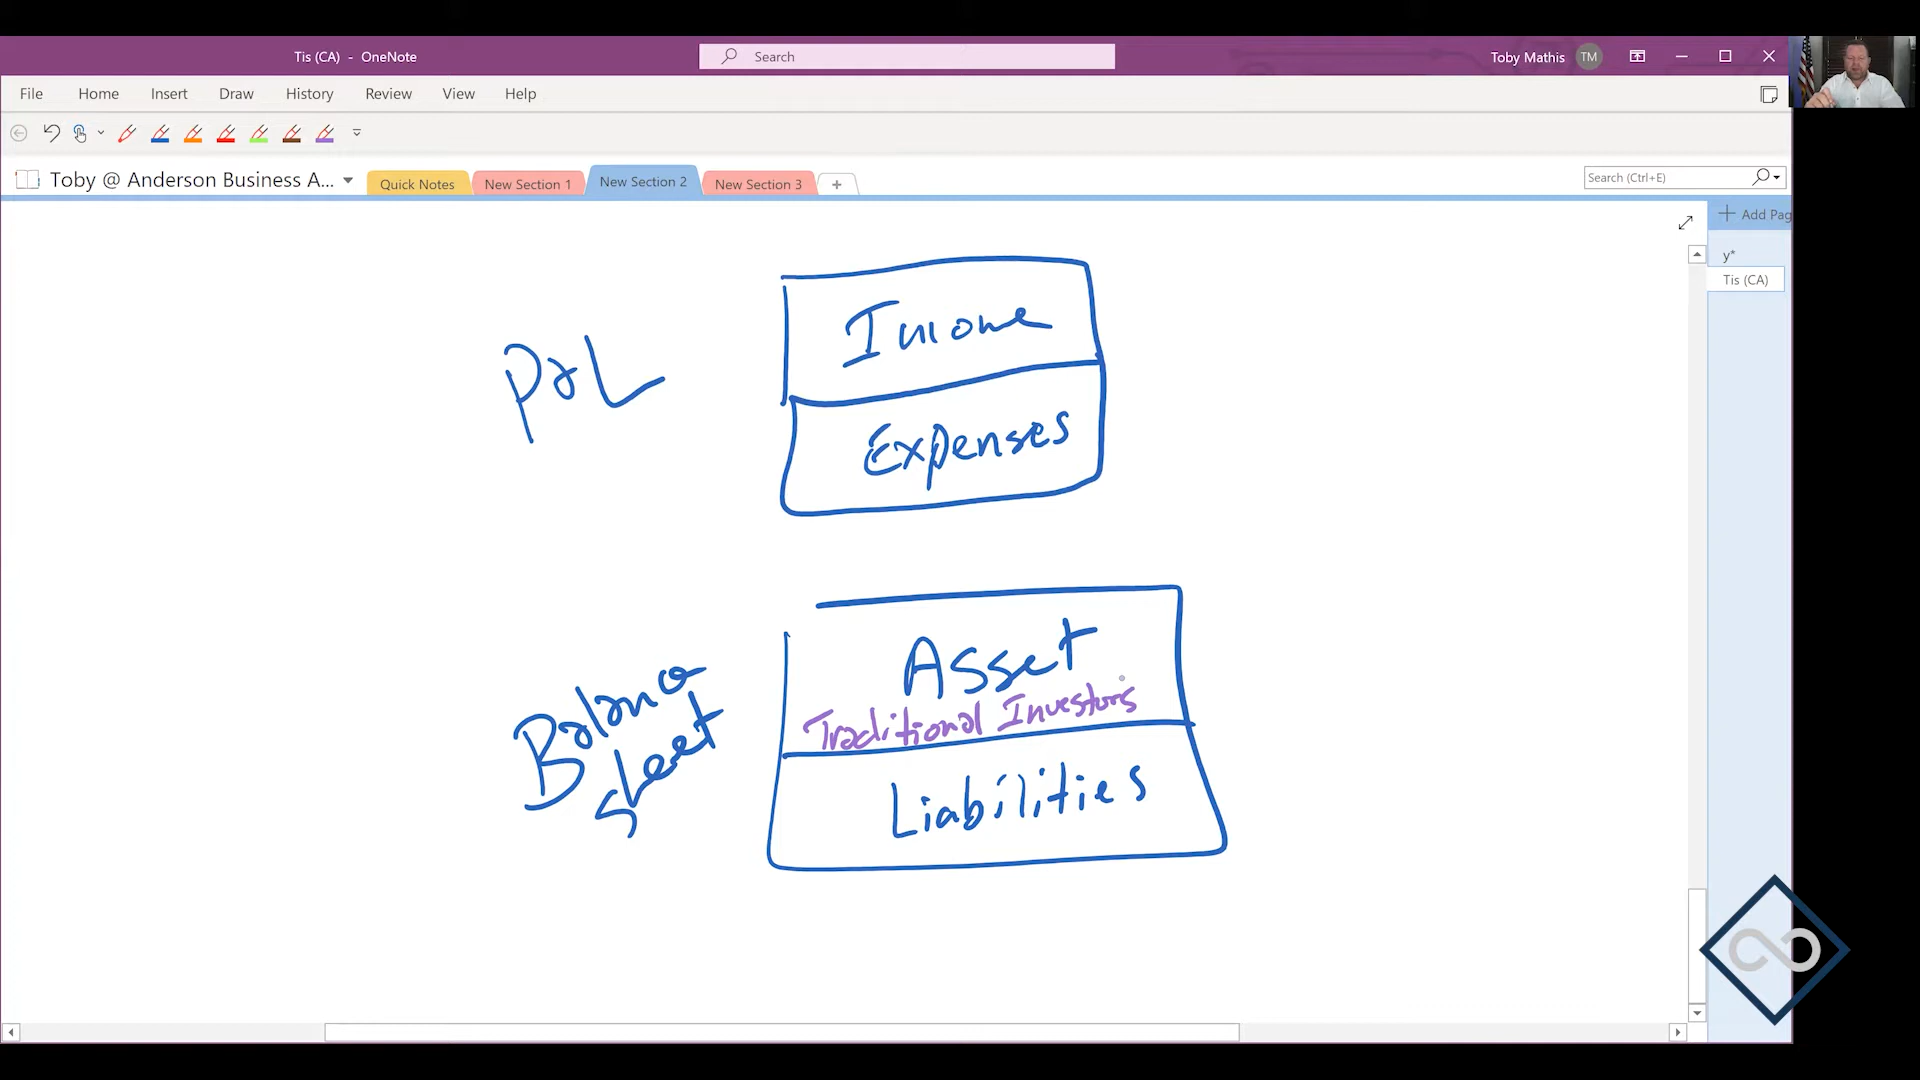 Tis (CA) - OneNote
Search
Toby Mathis
TM
File
Home
Insert
Draw
History
Review
View
Help
Toby @ Anderson Business A...
Quick Notes
New Section 1
New Section 2
New Section 3
Search (Ctrl+E)
Add Pag
y*
Tis (CA)
Income
P&L
Expenses
Asset
Traditional Investors
Balance
Sheet
Liabilities